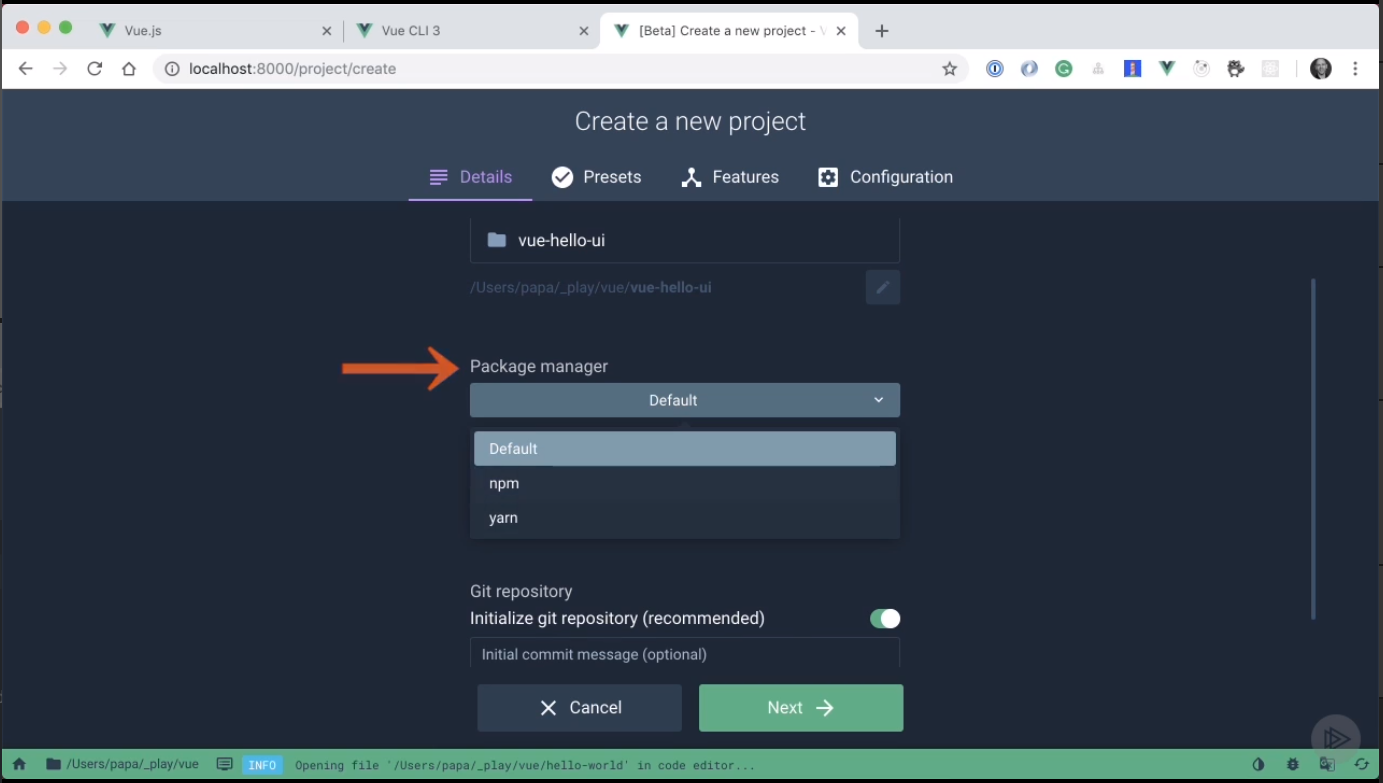 Vue.js
Vue CLI 3
[Beta] Create a new project -
localhost:8000/project/create
Create a new project
Details
Presets
Features
Configuration
vue-hello-ui
/Users/papa/_play/vue/vue-hello-ui
Package manager
Default
Default
npm
yarn
Git repository
Initialize git repository (recommended)
Initial commit message (optional)
Cancel
Next
/Users/papa/_play/vue
INFO
Opening file '/Users/papa/_play/vue/hello-world' in code editor...